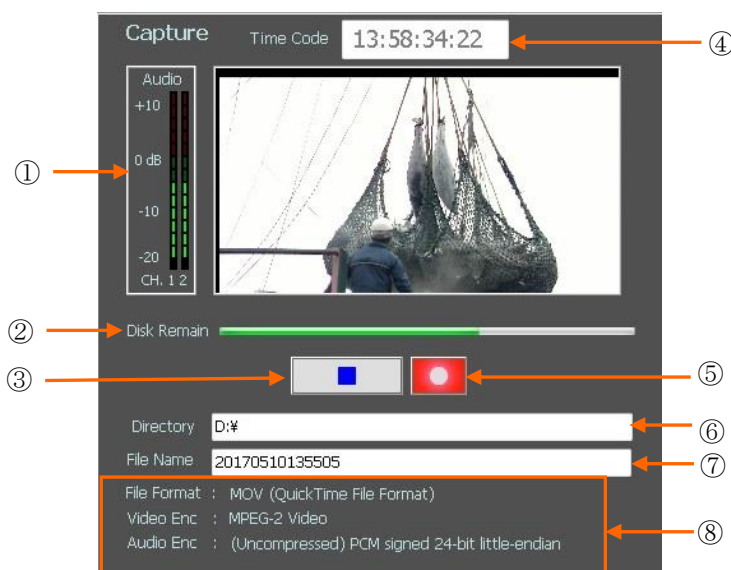 Capture
Time Code 13:58:34:22
④
Audio
+10
0 dB
①
-10
-20
CH. 1 2
② Disk Remain
③
⑤
Directory D:¥
⑥
File Name 20170510135505
⑦
File Format : MOV (QuickTime File Format)
Video Enc : MPEG-2 Video
⑧
Audio Enc : (Uncompressed) PCM signed 24-bit little-endian